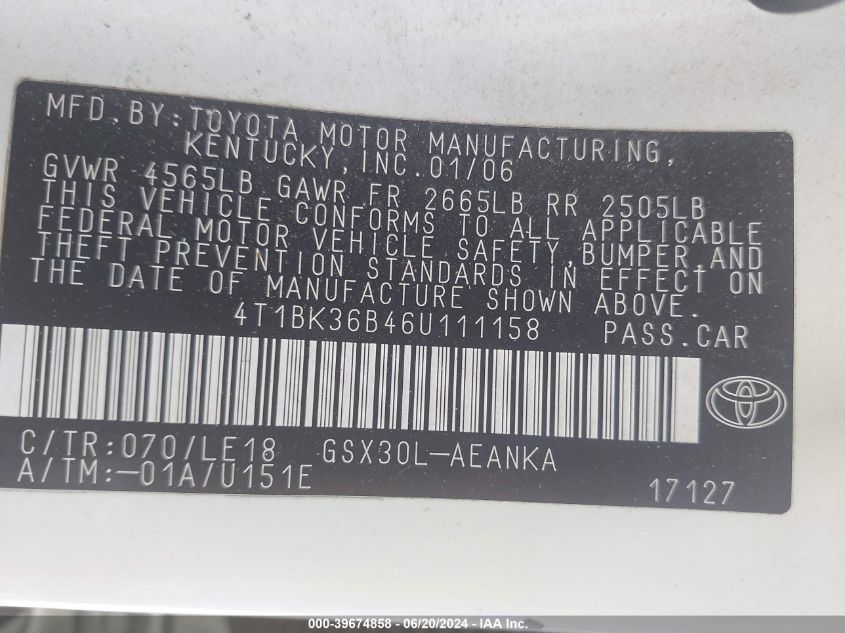 MFD.BY:TOYOTA MOTOR MANUFACTURING,
KENTUCKY,INC.01/06
GVWR 4565LB GAWR FR 2665LB RR 2505LB
THIS VEHICLE CONFORMS TO ALL APPLICABLE
FEDERAL MOTOR VEHICLE SAFETY,BUMPER,AND
THEFT PREVENTION STANDARDS IN EFFECT ON
THE DATE OF MANUFACTURE SHOWN ABOVE.
4T1BK36B46U111158 PASS.CAR
C/TR:070/LE18 GSX30L-AEANKA
A/TM:-01A/U151E 17127
000-39674858 - 06/20/2024 - IAA Inc.